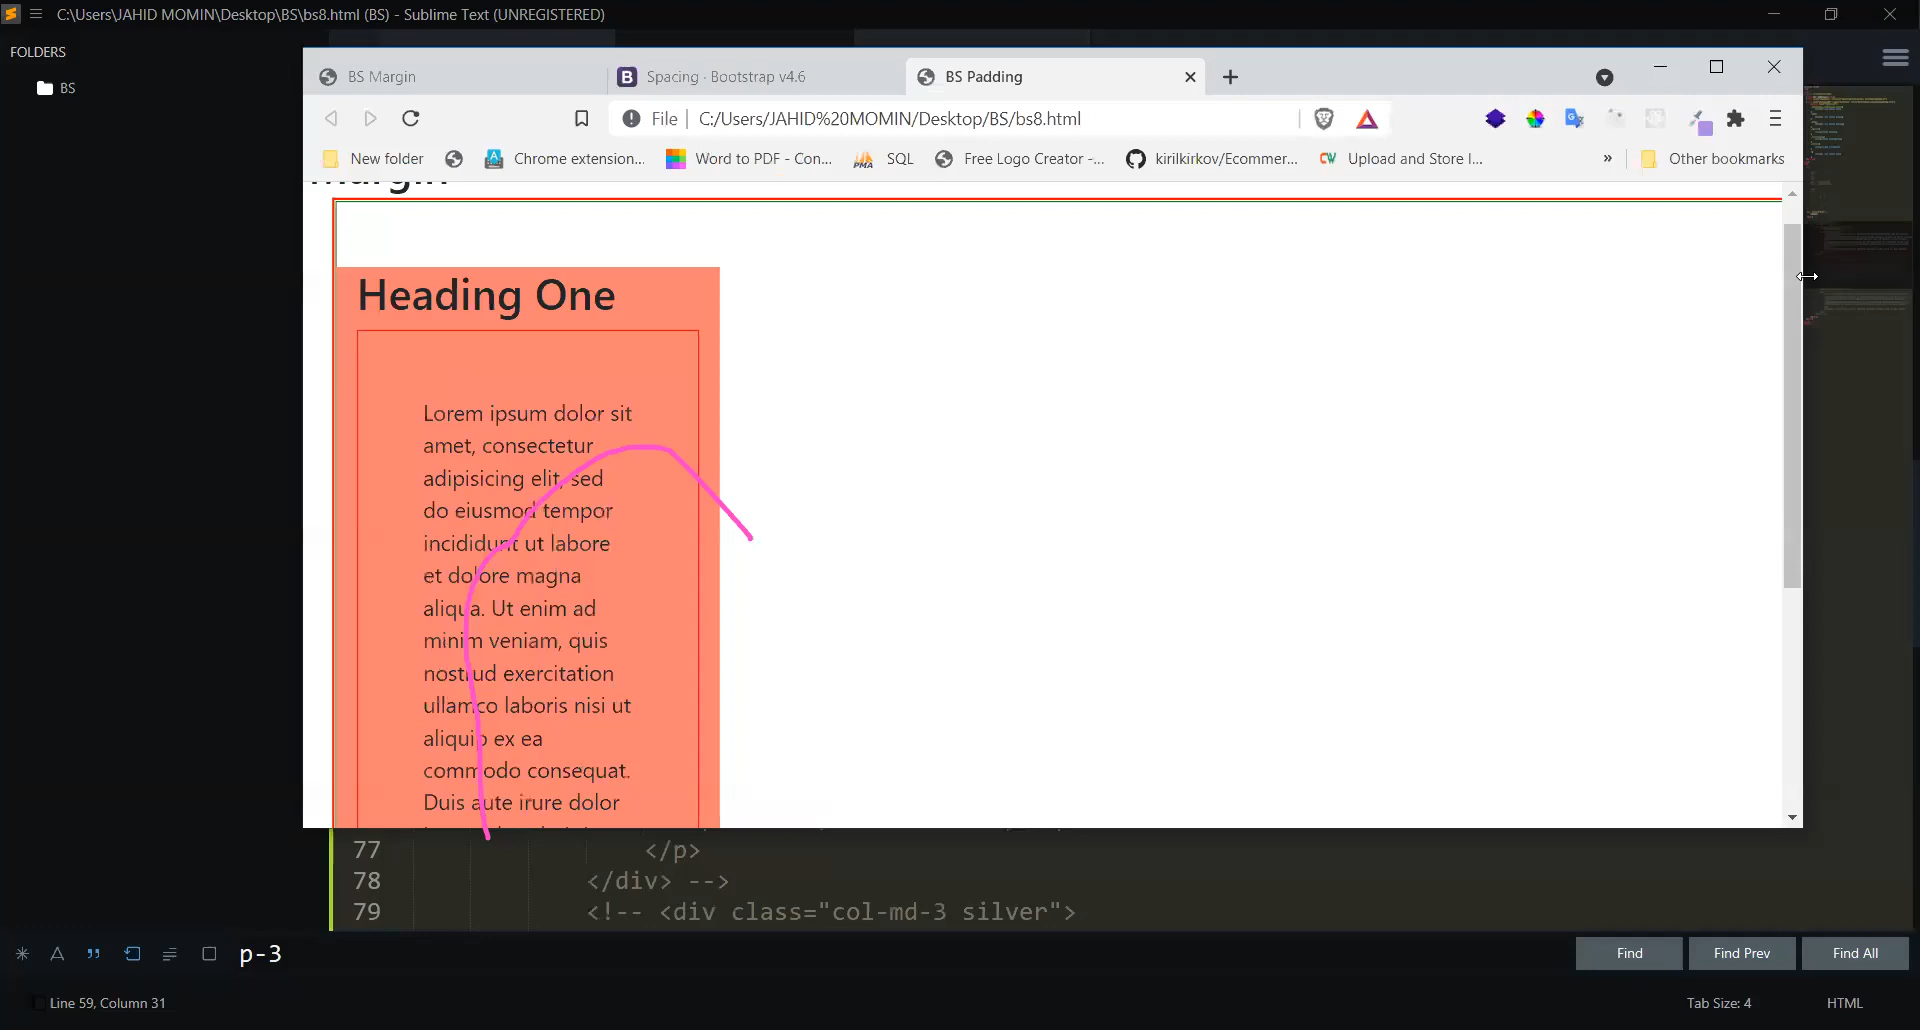 C:\Users\JAHID MOMIN\Desktop\BS\bs8.html (BS) - Sublime Text (UNREGISTERED)
FOLDERS
BS
BS Margin
B Spacing · Bootstrap v4.6
BS Padding
File C:/Users/JAHID%20MOMIN/Desktop/BS/bs8.html
New folder
Chrome extension...
Word to PDF - Con...
PMA SQL
Free Logo Creator -...
kirilkirkov/Ecommer...
CW Upload and Store I...
» Other bookmarks
Heading One
Lorem ipsum dolor sit
amet, consectetur
adipisicing elit, sed
do eiusmod tempor
incididunt ut labore
et dolore magna
aliqua. Ut enim ad
minim veniam, quis
nostrud exercitation
ullamco laboris nisi ut
aliquip ex ea
commodo consequat.
Duis aute irure dolor
77 </p>
78 </div> -->
79 <!-- <div class="col-md-3 silver">
p-3
Find
Find Prev
Find All
Line 59, Column 31
Tab Size: 4
HTML